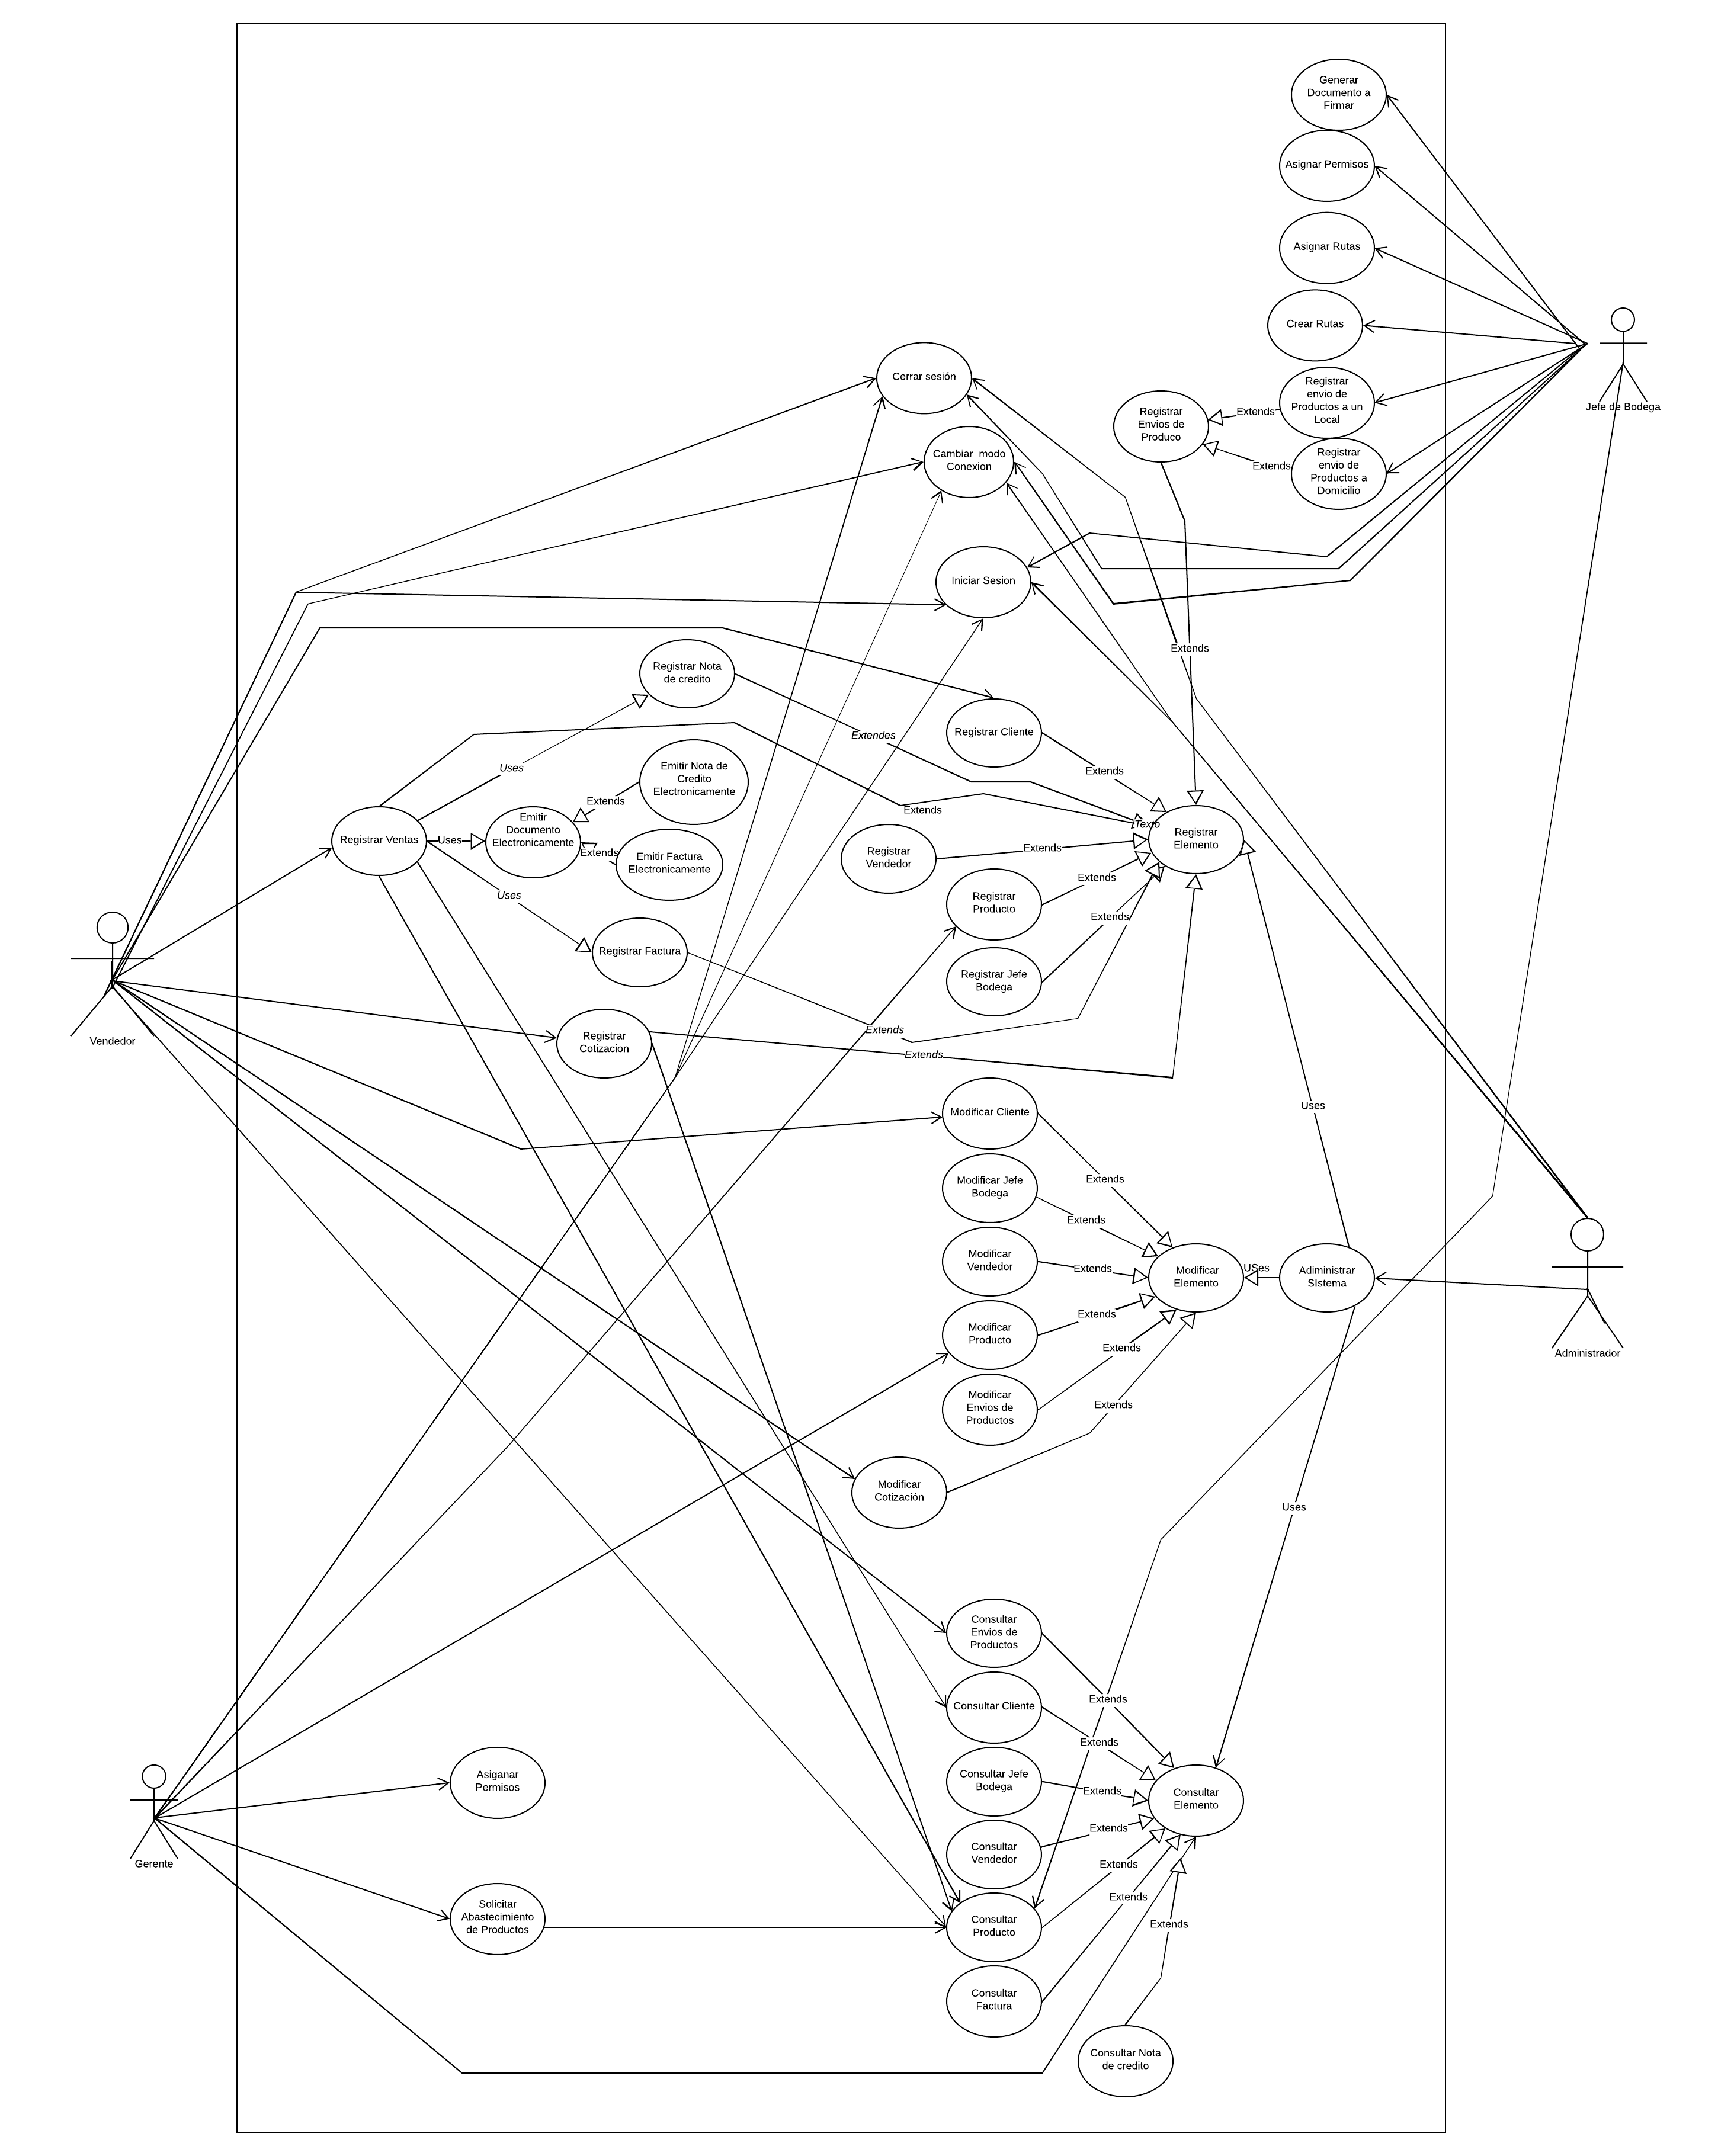 Generar
Documento a
Firmar
Asignar Permisos
Asignar Rutas
Crear Rutas
Registrar
envio de
Productos a un
Local
Extends
Registrar
Envios de
Produco
Extends
Registrar
envio de
Productos a
Domicilio
Jefe de Bodega
Cerrar sesión
Cambiar modo
Conexion
Iniciar Sesion
Extends
Registrar Nota
de credito
Extendes
Registrar Cliente
Extends
Uses
Emitir Nota de
Credito
Electronicamente
Extends
Extends
Texto
Registrar
Elemento
Registrar Ventas
Uses
Emitir
Documento
Electronicamente
Extends
Emitir Factura
Electronicamente
Registrar
Vendedor
Extends
Registrar
Producto
Extends
Uses
Registrar Factura
Extends
Registrar Jefe
Bodega
Vendedor
Registrar
Cotizacion
Extends
Extends
Modificar Cliente
Uses
Extends
Modificar Jefe
Bodega
Extends
Modificar
Vendedor
Extends
Modificar
Elemento
USes
Adiministrar
SIstema
Modificar
Producto
Extends
Extends
Administrador
Modificar
Envios de
Productos
Extends
Modificar
Cotización
Uses
Consultar
Envios de
Productos
Extends
Consultar Cliente
Extends
Asiganar
Permisos
Consultar Jefe
Bodega
Extends
Consultar
Elemento
Extends
Consultar
Vendedor
Extends
Gerente
Extends
Solicitar
Abastecimiento
de Productos
Consultar
Producto
Extends
Consultar
Factura
Consultar Nota
de credito